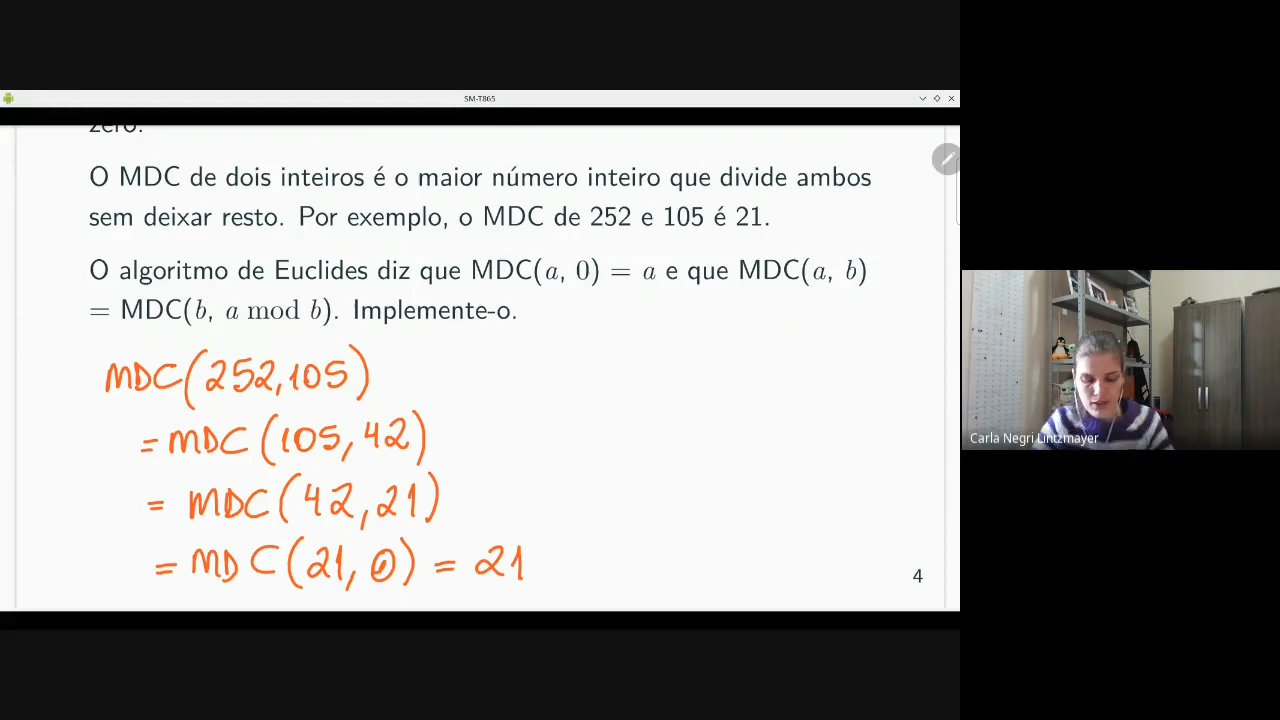 SM-T865
zero.
O MDC de dois inteiros é o maior número inteiro que divide ambos
sem deixar resto. Por exemplo, o MDC de 252 e 105 é 21.
O algoritmo de Euclides diz que MDC(a, 0) = a e que MDC(a, b)
= MDC(b, a mod b). Implemente-o.
MDC(252,105)
= MDC(105,42)
= MDC(42,21)
= MDC(21,0) = 21
4
Carla Negri Lintzmayer